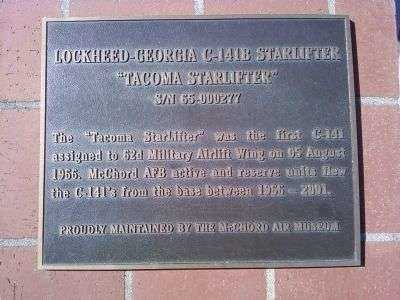 LOCKHEED-GEORGIA C-141B STARLIFTER
"TACOMA STARLIFTER"
S/N 65-000277
The "Tacoma Starlifter" was the first C-141
assigned to 62d Military Airlift Wing on 05 August
1966. McChord AFB active and reserve units flew
the C-141's from the base between 1966 - 2001.
PROUDLY MAINTAINED BY THE McCHORD AIR MUSEUM